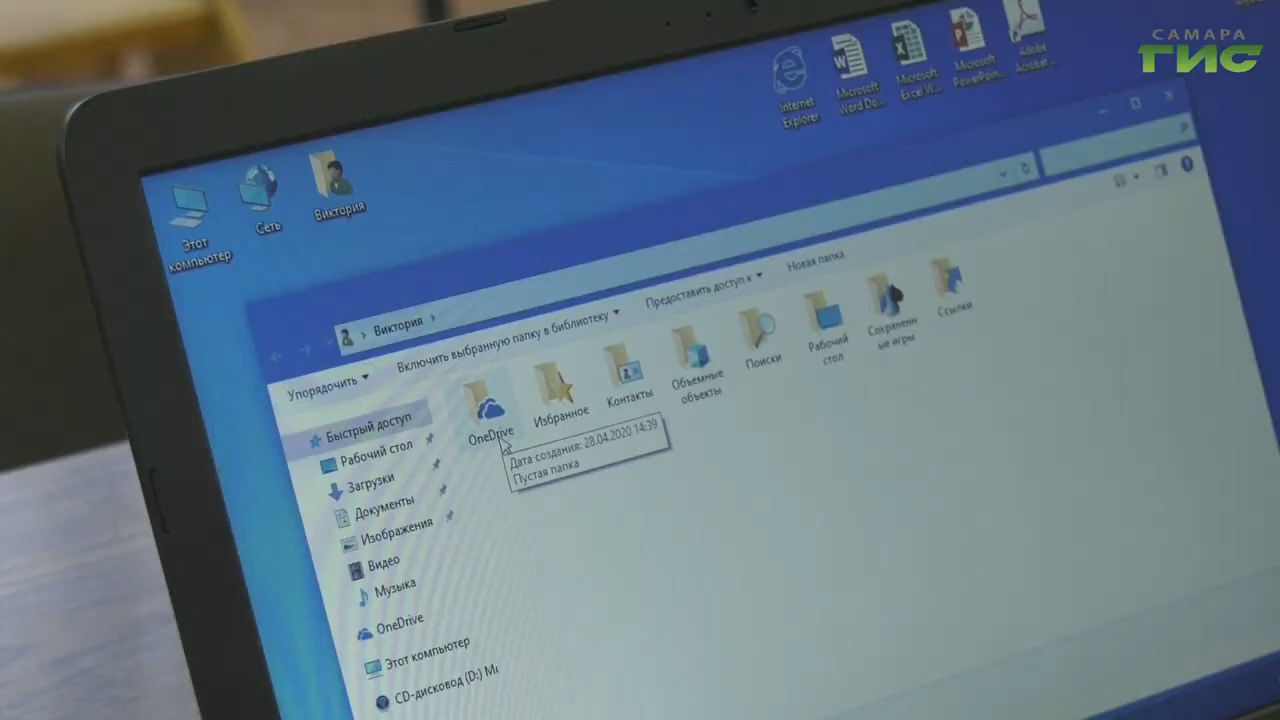 САМАРА
ГИС
Internet
Explorer
Microsoft
Word Do...
Microsoft
Excel W...
Microsoft
PowerPoin...
Adobe
Acrobat...
Этот
компьютер
Сеть
Виктория
Виктория
Упорядочить
Включить выбранную папку в библиотеку
Предоставить доступ к
Новая папка
OneDrive
Избранное
Контакты
Объемные
объекты
Поиски
Рабочий
стол
Сохраненн
ые игры
Ссылки
Дата создания: 28.04.2020 14:39
Пустая папка
Быстрый доступ
Рабочий стол
Загрузки
Документы
Изображения
Видео
Музыка
OneDrive
Этот компьютер
CD-дисковод (D:) Mo